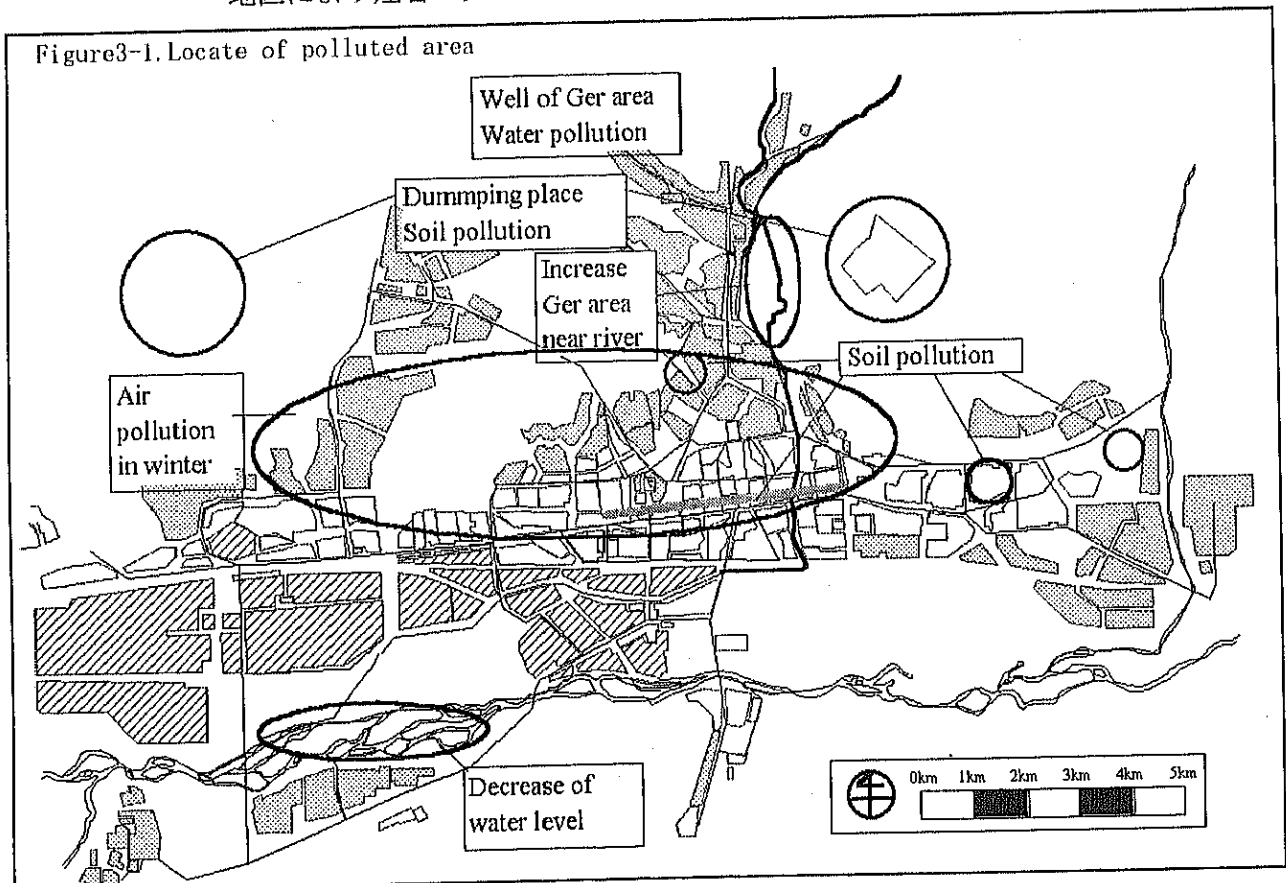 Figure3-1.Locate of polluted area
Well of Ger area
Water pollution
Dummping place
Soil pollution
Increase
Ger area
near river
Soil pollution
Air
pollution
in winter
Decrease of
water level
0km 1km 2km 3km 4km 5km